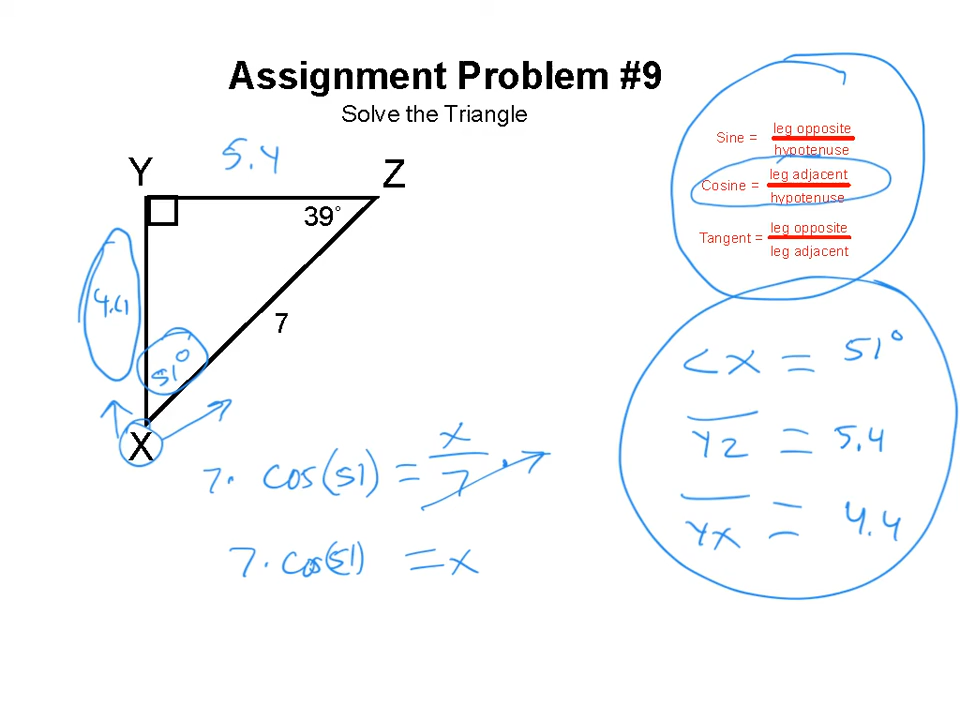 Assignment Problem #9
Solve the Triangle
Sine = leg opposite
hypotenuse
Cosine = leg adjacent
hypotenuse
Tangent = leg opposite
leg adjacent
5.4
Y
Z
39°
7
51°
X
7. cos(51) = x
7 .
7. cos(51) = x
<X = 51°
YZ = 5.4
YX = 4.4